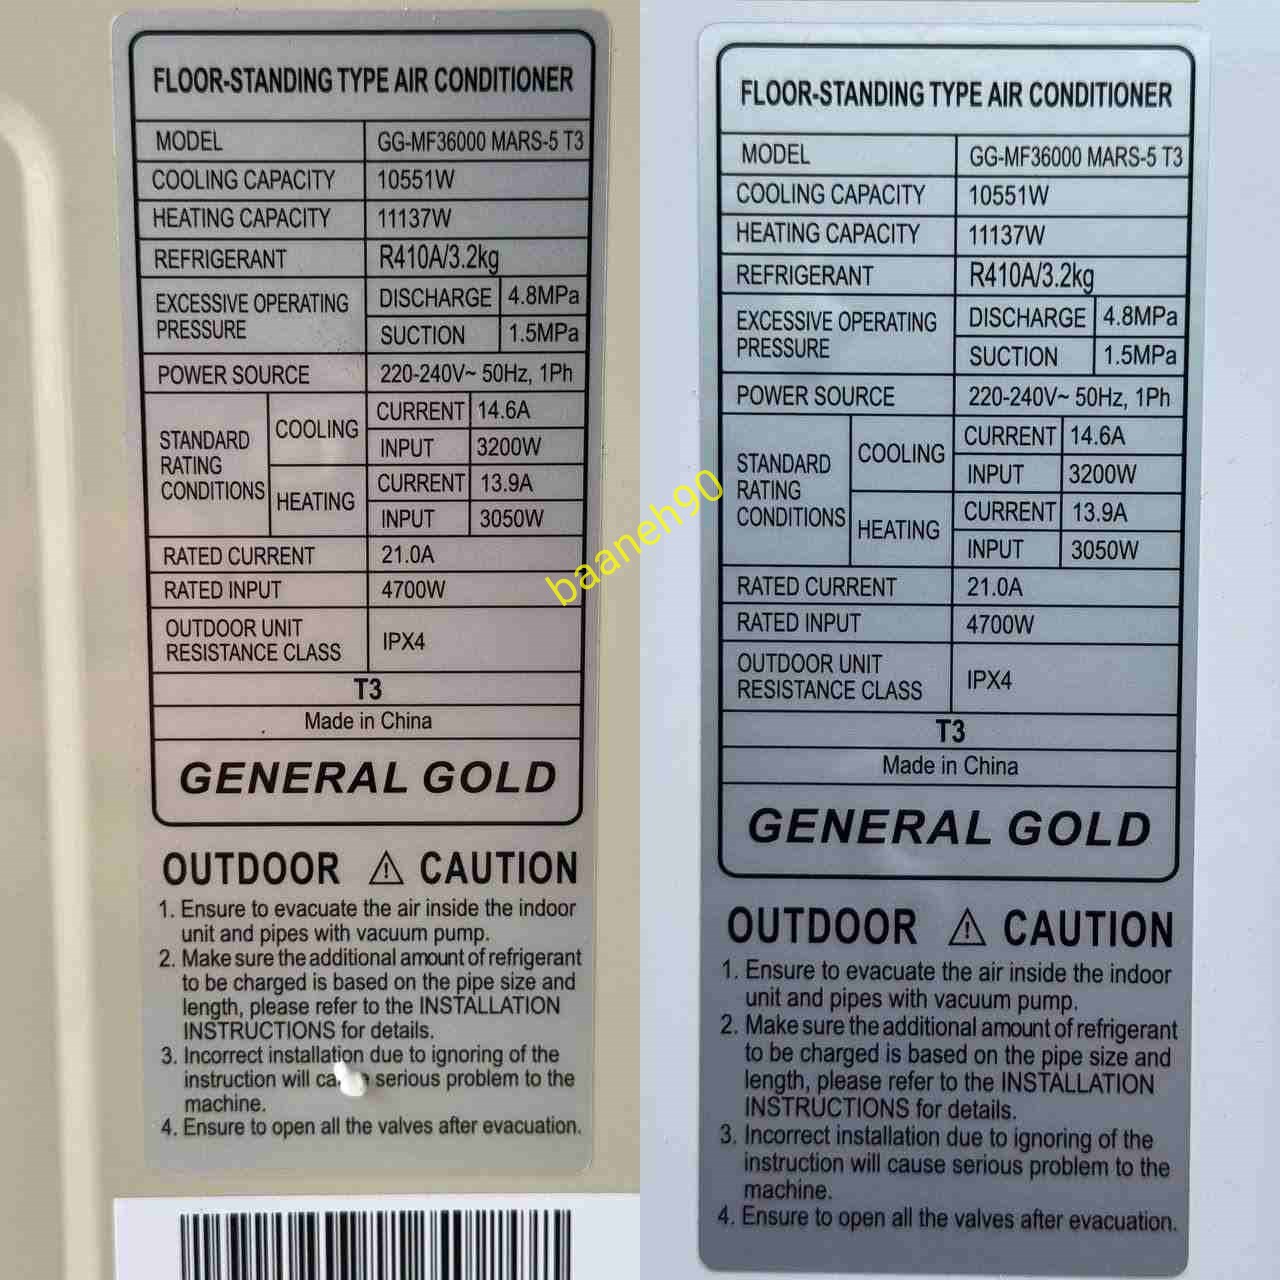 FLOOR-STANDING TYPE AIR CONDITIONER
MODEL GG-MF36000 MARS-5 T3
COOLING CAPACITY 10551W
HEATING CAPACITY 11137W
REFRIGERANT R410A/3.2kg
EXCESSIVE OPERATING PRESSURE DISCHARGE 4.8MPa
SUCTION 1.5MPa
POWER SOURCE 220-240V~ 50Hz, 1Ph
STANDARD RATING CONDITIONS COOLING CURRENT 14.6A
INPUT 3200W
HEATING CURRENT 13.9A
INPUT 3050W
RATED CURRENT 21.0A
RATED INPUT 4700W
OUTDOOR UNIT RESISTANCE CLASS IPX4
T3
Made in China
GENERAL GOLD
OUTDOOR ⚠ CAUTION
1. Ensure to evacuate the air inside the indoor
unit and pipes with vacuum pump.
2. Make sure the additional amount of refrigerant
to be charged is based on the pipe size and
length, please refer to the INSTALLATION
INSTRUCTIONS for details.
3. Incorrect installation due to ignoring of the
instruction will serious problem to the
machine.
4. Ensure to open all the valves after evacuation.
baaneh90
FLOOR-STANDING TYPE AIR CONDITIONER
MODEL GG-MF36000 MARS-5 T3
COOLING CAPACITY 10551W
HEATING CAPACITY 11137W
REFRIGERANT R410A/3.2kg
EXCESSIVE OPERATING PRESSURE DISCHARGE 4.8MPa
SUCTION 1.5MPa
POWER SOURCE 220-240V~ 50Hz, 1Ph
STANDARD RATING CONDITIONS COOLING CURRENT 14.6A
INPUT 3200W
HEATING CURRENT 13.9A
INPUT 3050W
RATED CURRENT 21.0A
RATED INPUT 4700W
OUTDOOR UNIT RESISTANCE CLASS IPX4
T3
Made in China
GENERAL GOLD
OUTDOOR ⚠ CAUTION
1. Ensure to evacuate the air inside the indoor
unit and pipes with vacuum pump.
2. Make sure the additional amount of refrigerant
to be charged is based on the pipe size and
length, please refer to the INSTALLATION
INSTRUCTIONS for details.
3. Incorrect installation due to ignoring of the
instruction will cause serious problem to the
machine.
4. Ensure to open all the valves after evacuation.